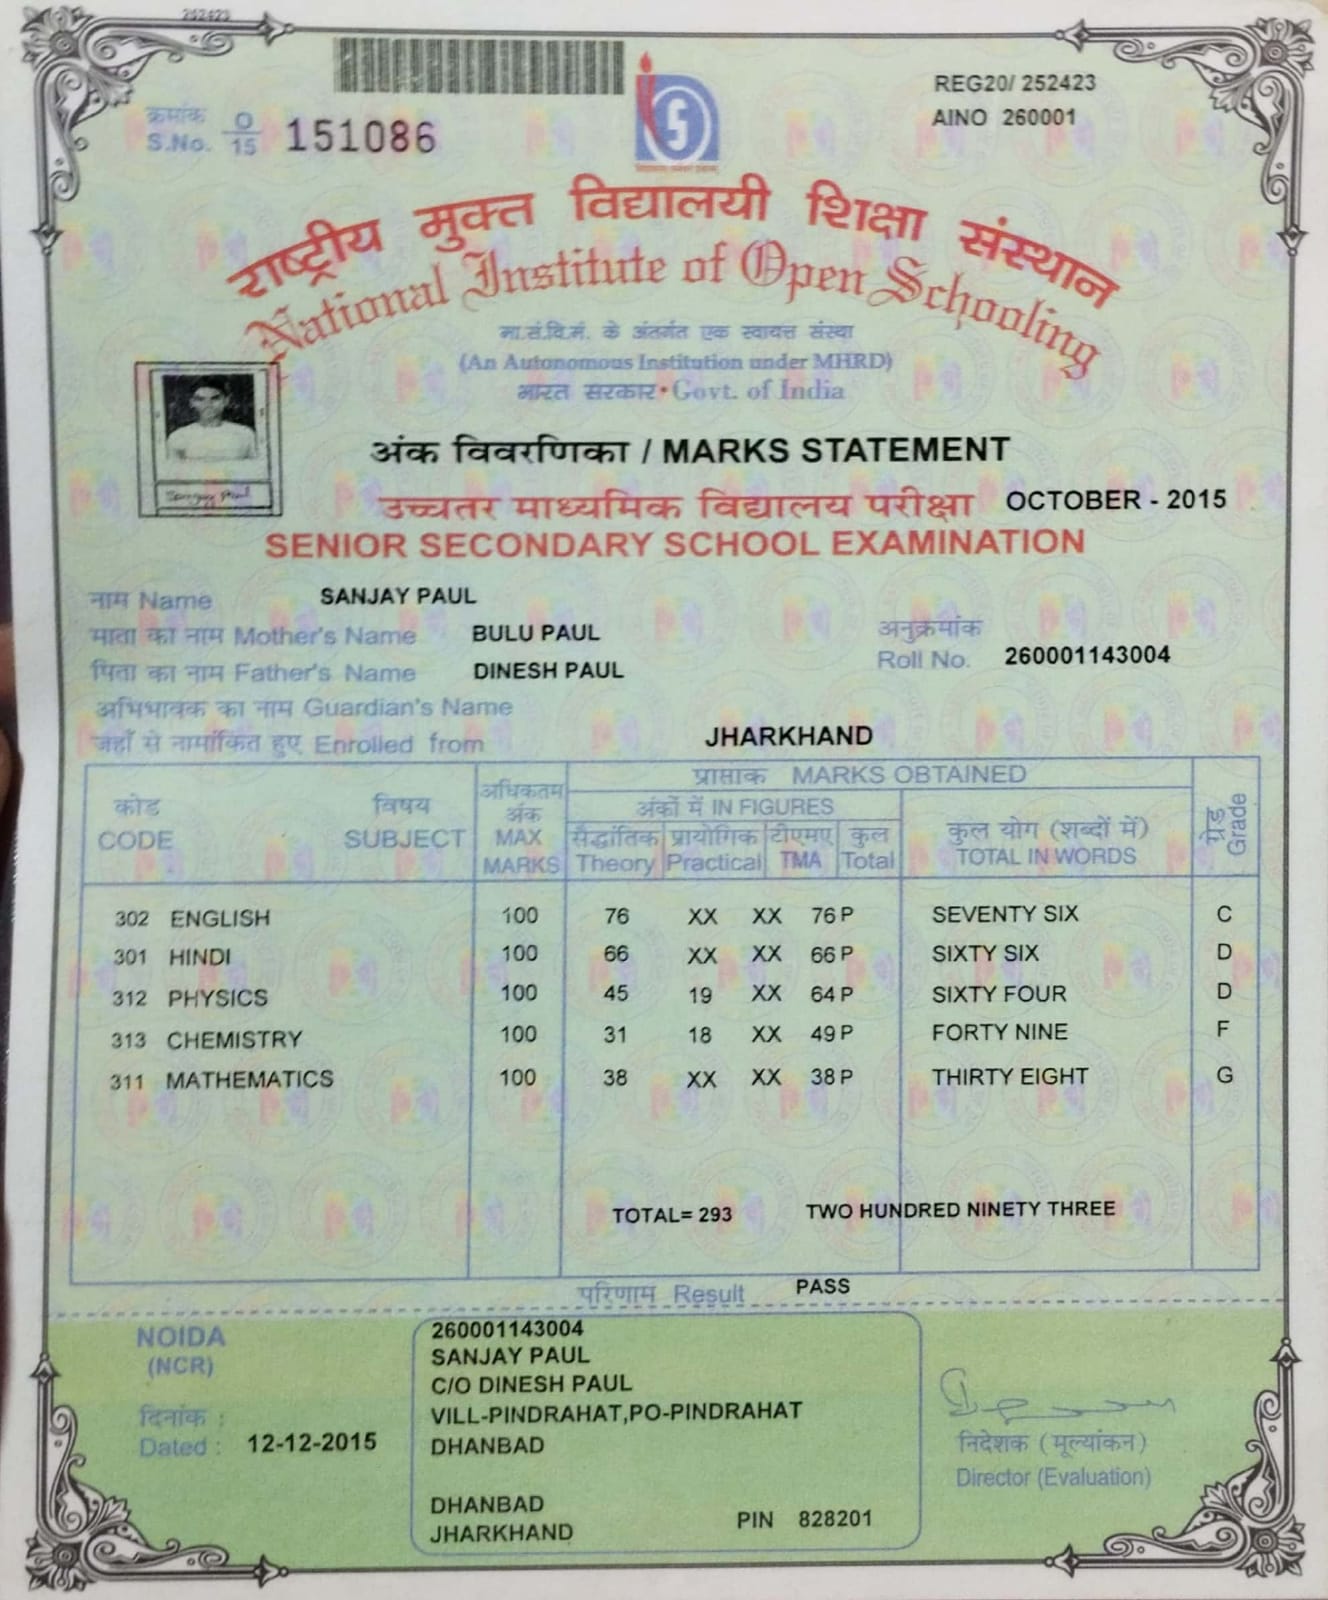 252423
REG20/ 252423
क्रमांक
S.No. O/15 151086
AINO 260001
राष्ट्रीय मुक्त विद्यालयी शिक्षा संस्थान
National Institute of Open Schooling
मा.सं.वि.मं. के अंतर्गत एक स्वायत्त संस्था
(An Autonomous Institution under MHRD)
भारत सरकार • Govt. of India
Sanjay Paul
अंक विवरणिका / MARKS STATEMENT
उच्चतर माध्यमिक विद्यालय परीक्षा OCTOBER - 2015
SENIOR SECONDARY SCHOOL EXAMINATION
नाम Name SANJAY PAUL
माता का नाम Mother's Name BULU PAUL
अनुक्रमांक
Roll No. 260001143004
पिता का नाम Father's Name DINESH PAUL
अभिभावक का नाम Guardian's Name
जहाँ से नामांकित हुए Enrolled from JHARKHAND
कोड विषय अधिकतम अंक प्राप्तांक MARKS OBTAINED
CODE SUBJECT MAX MARKS अंकों में IN FIGURES कुल योग (शब्दों में) ग्रेड
सैद्धांतिक प्रायोगिक टीएमए कुल TOTAL IN WORDS Grade
Theory Practical TMA Total
302 ENGLISH 100 76 XX XX 76 P SEVENTY SIX C
301 HINDI 100 66 XX XX 66 P SIXTY SIX D
312 PHYSICS 100 45 19 XX 64 P SIXTY FOUR D
313 CHEMISTRY 100 31 18 XX 49 P FORTY NINE F
311 MATHEMATICS 100 38 XX XX 38 P THIRTY EIGHT G
TOTAL= 293 TWO HUNDRED NINETY THREE
परिणाम Result PASS
NOIDA
(NCR)
दिनांक :
Dated : 12-12-2015
260001143004
SANJAY PAUL
C/O DINESH PAUL
VILL-PINDRAHAT,PO-PINDRAHAT
DHANBAD
DHANBAD
JHARKHAND PIN 828201
निदेशक (मूल्यांकन)
Director (Evaluation)